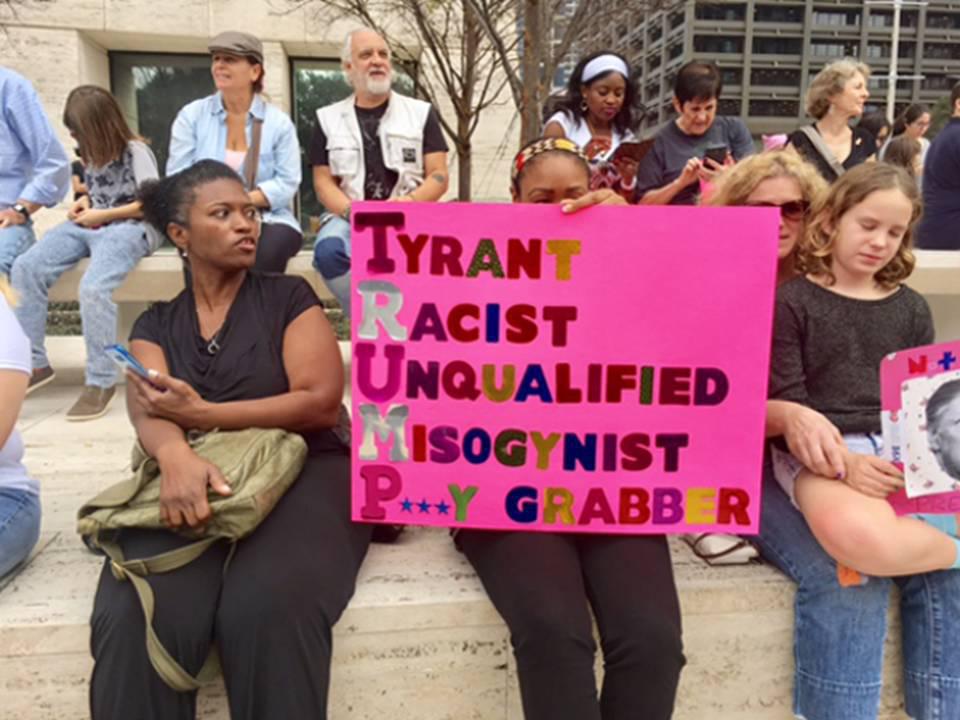 TYRANT
RACIST
UNQUALIFIED
MISOGYNIST
P***Y GRABBER